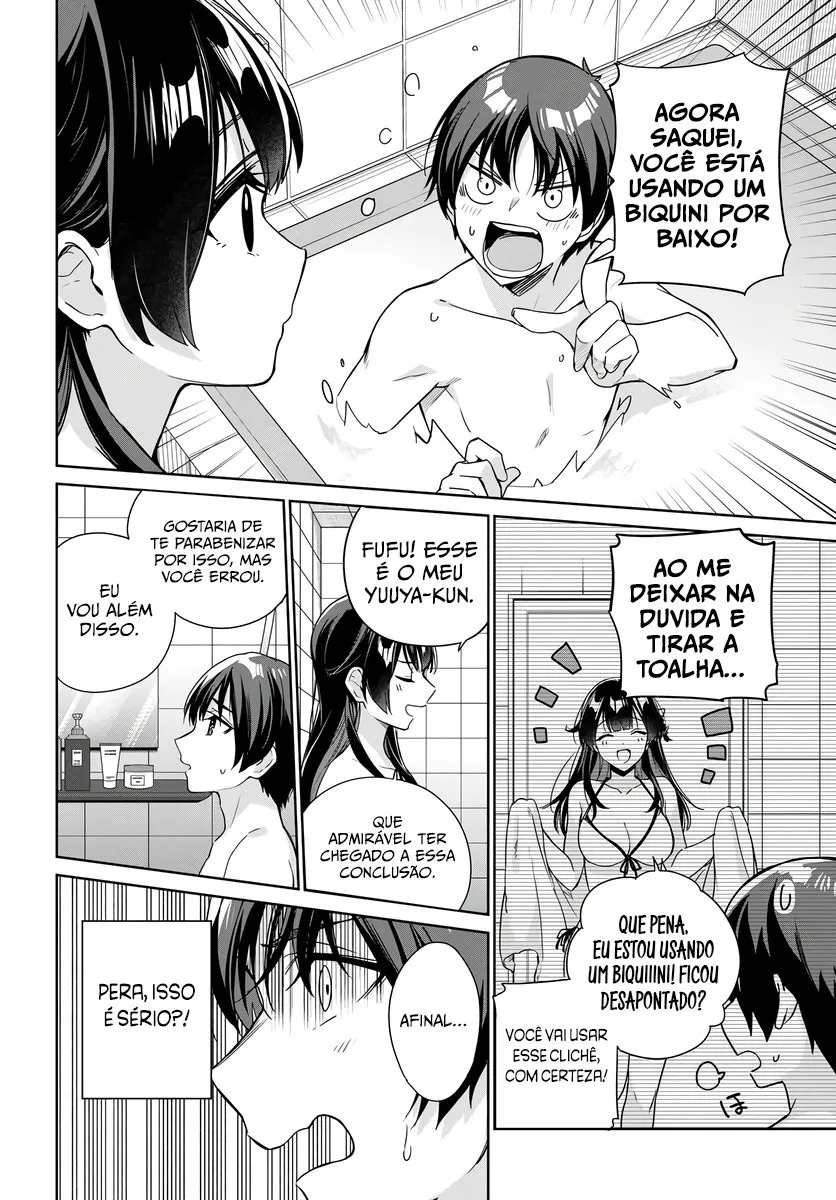 AGORA
SAQUEI,
VOCÊ ESTÁ
USANDO UM
BIQUINI POR
BAIXO!
AO ME
DEIXAR NA
DUVIDA E
TIRAR A
TOALHA...
QUE PENA,
EU ESTOU USANDO
UM BIQUIIINI! FICOU
DESAPONTADO?
VOCÊ VAI USAR
ESSE CLICHÊ,
COM CERTEZA!
ほ
FUFU! ESSE
É O MEU
YUUYA-KUN.
QUE
ADMIRÁVEL TER
CHEGADO A ESSA
CONCLUSÃO.
GOSTARIA DE
TE PARABENIZAR
POR ISSO, MAS
VOCÊ ERROU.
EU
VOU ALÉM
DISSO.
AFINAL...
PERA, ISSO
É SÉRIO?!